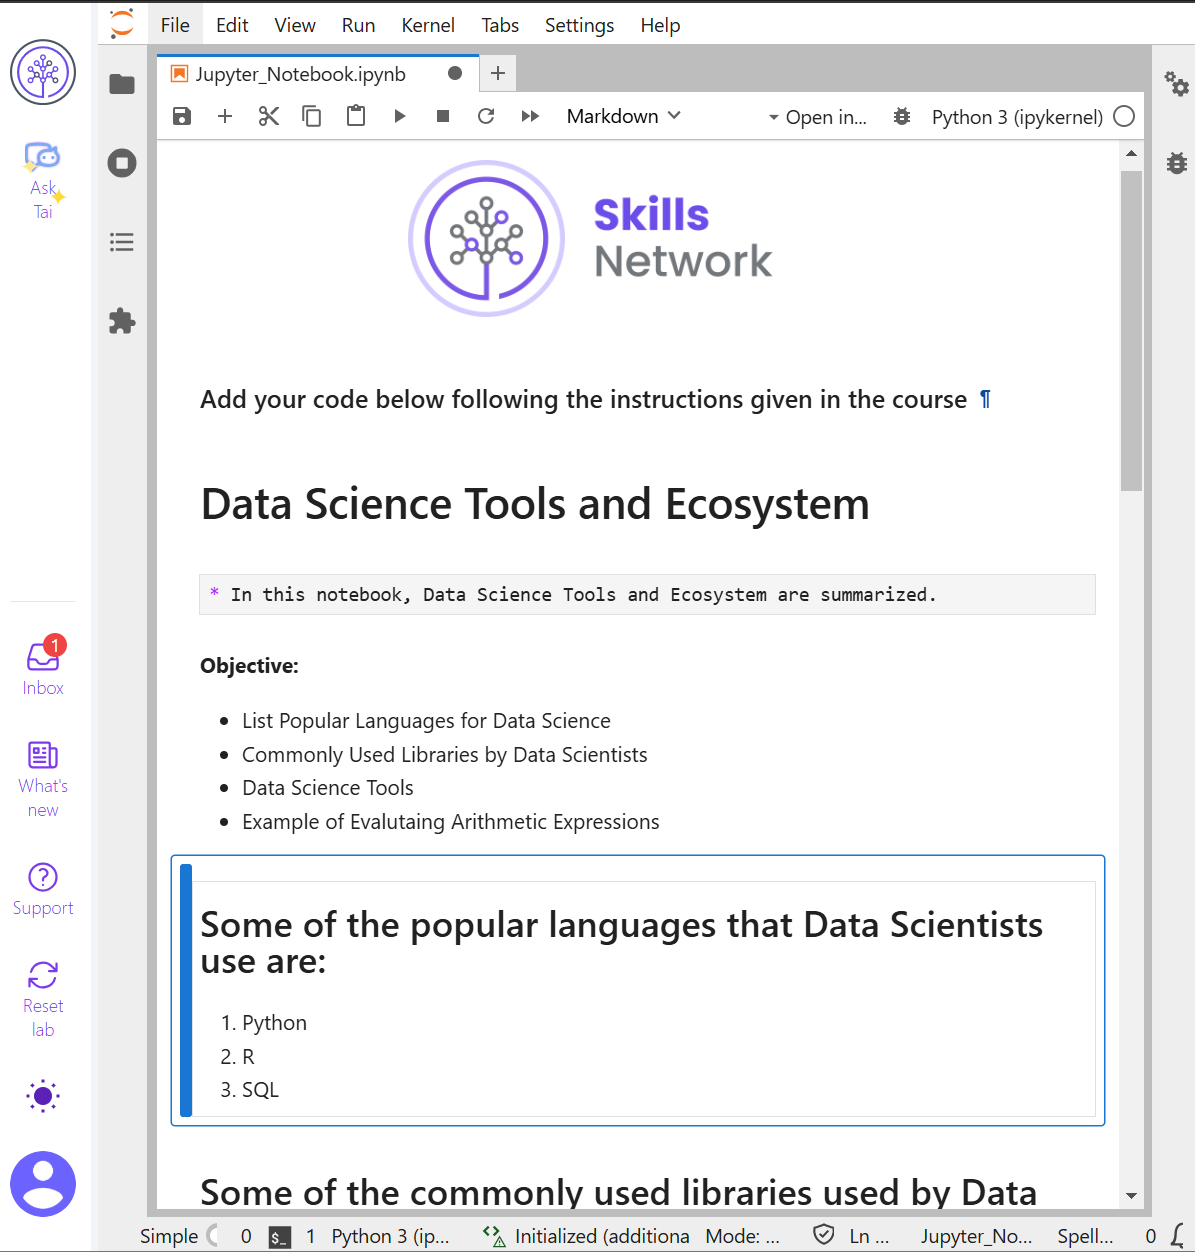 File Edit View Run Kernel Tabs Settings Help
Jupyter_Notebook.ipynb
Markdown Open in... Python 3 (ipykernel)
Ask
Tai
Skills
Network
Add your code below following the instructions given in the course ¶
Data Science Tools and Ecosystem
* In this notebook, Data Science Tools and Ecosystem are summarized.
Objective:
• List Popular Languages for Data Science
• Commonly Used Libraries by Data Scientists
• Data Science Tools
• Example of Evalutaing Arithmetic Expressions
1
Inbox
What's
new
Support
Reset
lab
Some of the popular languages that Data Scientists
use are:
1. Python
2. R
3. SQL
Some of the commonly used libraries used by Data
Simple 0 $_ 1 Python 3 (ip... Initialized (additiona Mode: ... Ln ... Jupyter_No... Spell... 0